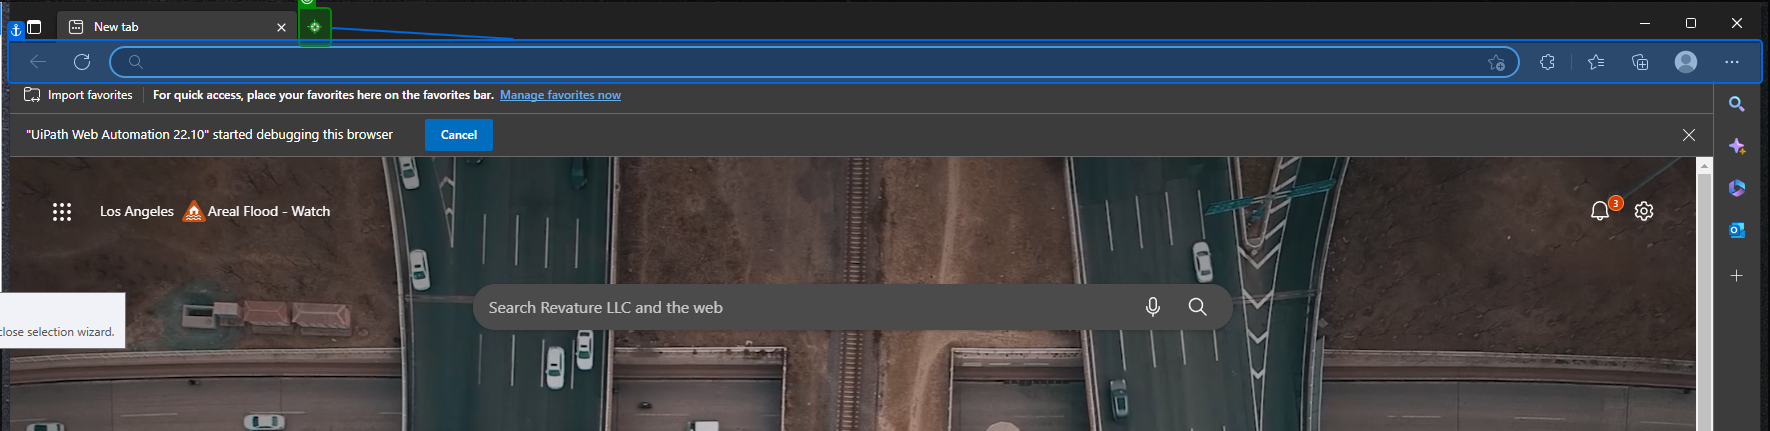 New tab
Import favorites
For quick access, place your favorites here on the favorites bar. Manage favorites now
"UiPath Web Automation 22.10" started debugging this browser
Cancel
Los Angeles Areal Flood - Watch
3
close selection wizard.
Search Revature LLC and the web